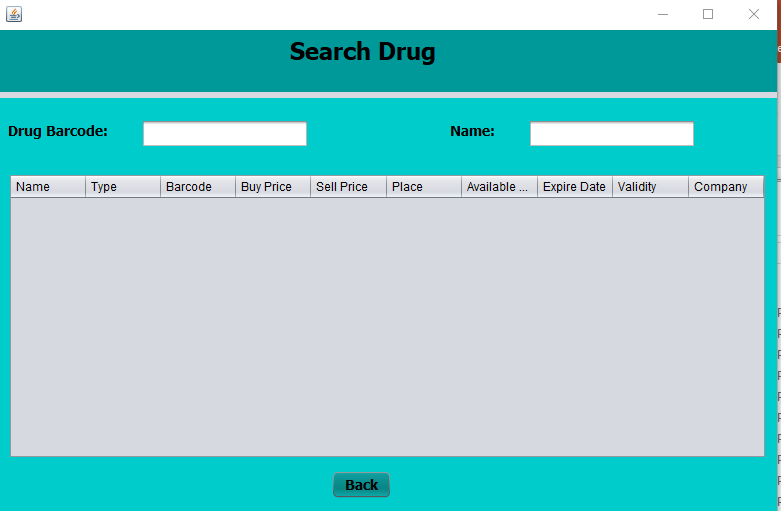 Search Drug
Drug Barcode: Name:
Name Type Barcode Buy Price Sell Price Place Available ... Expire Date Validity Company
Back